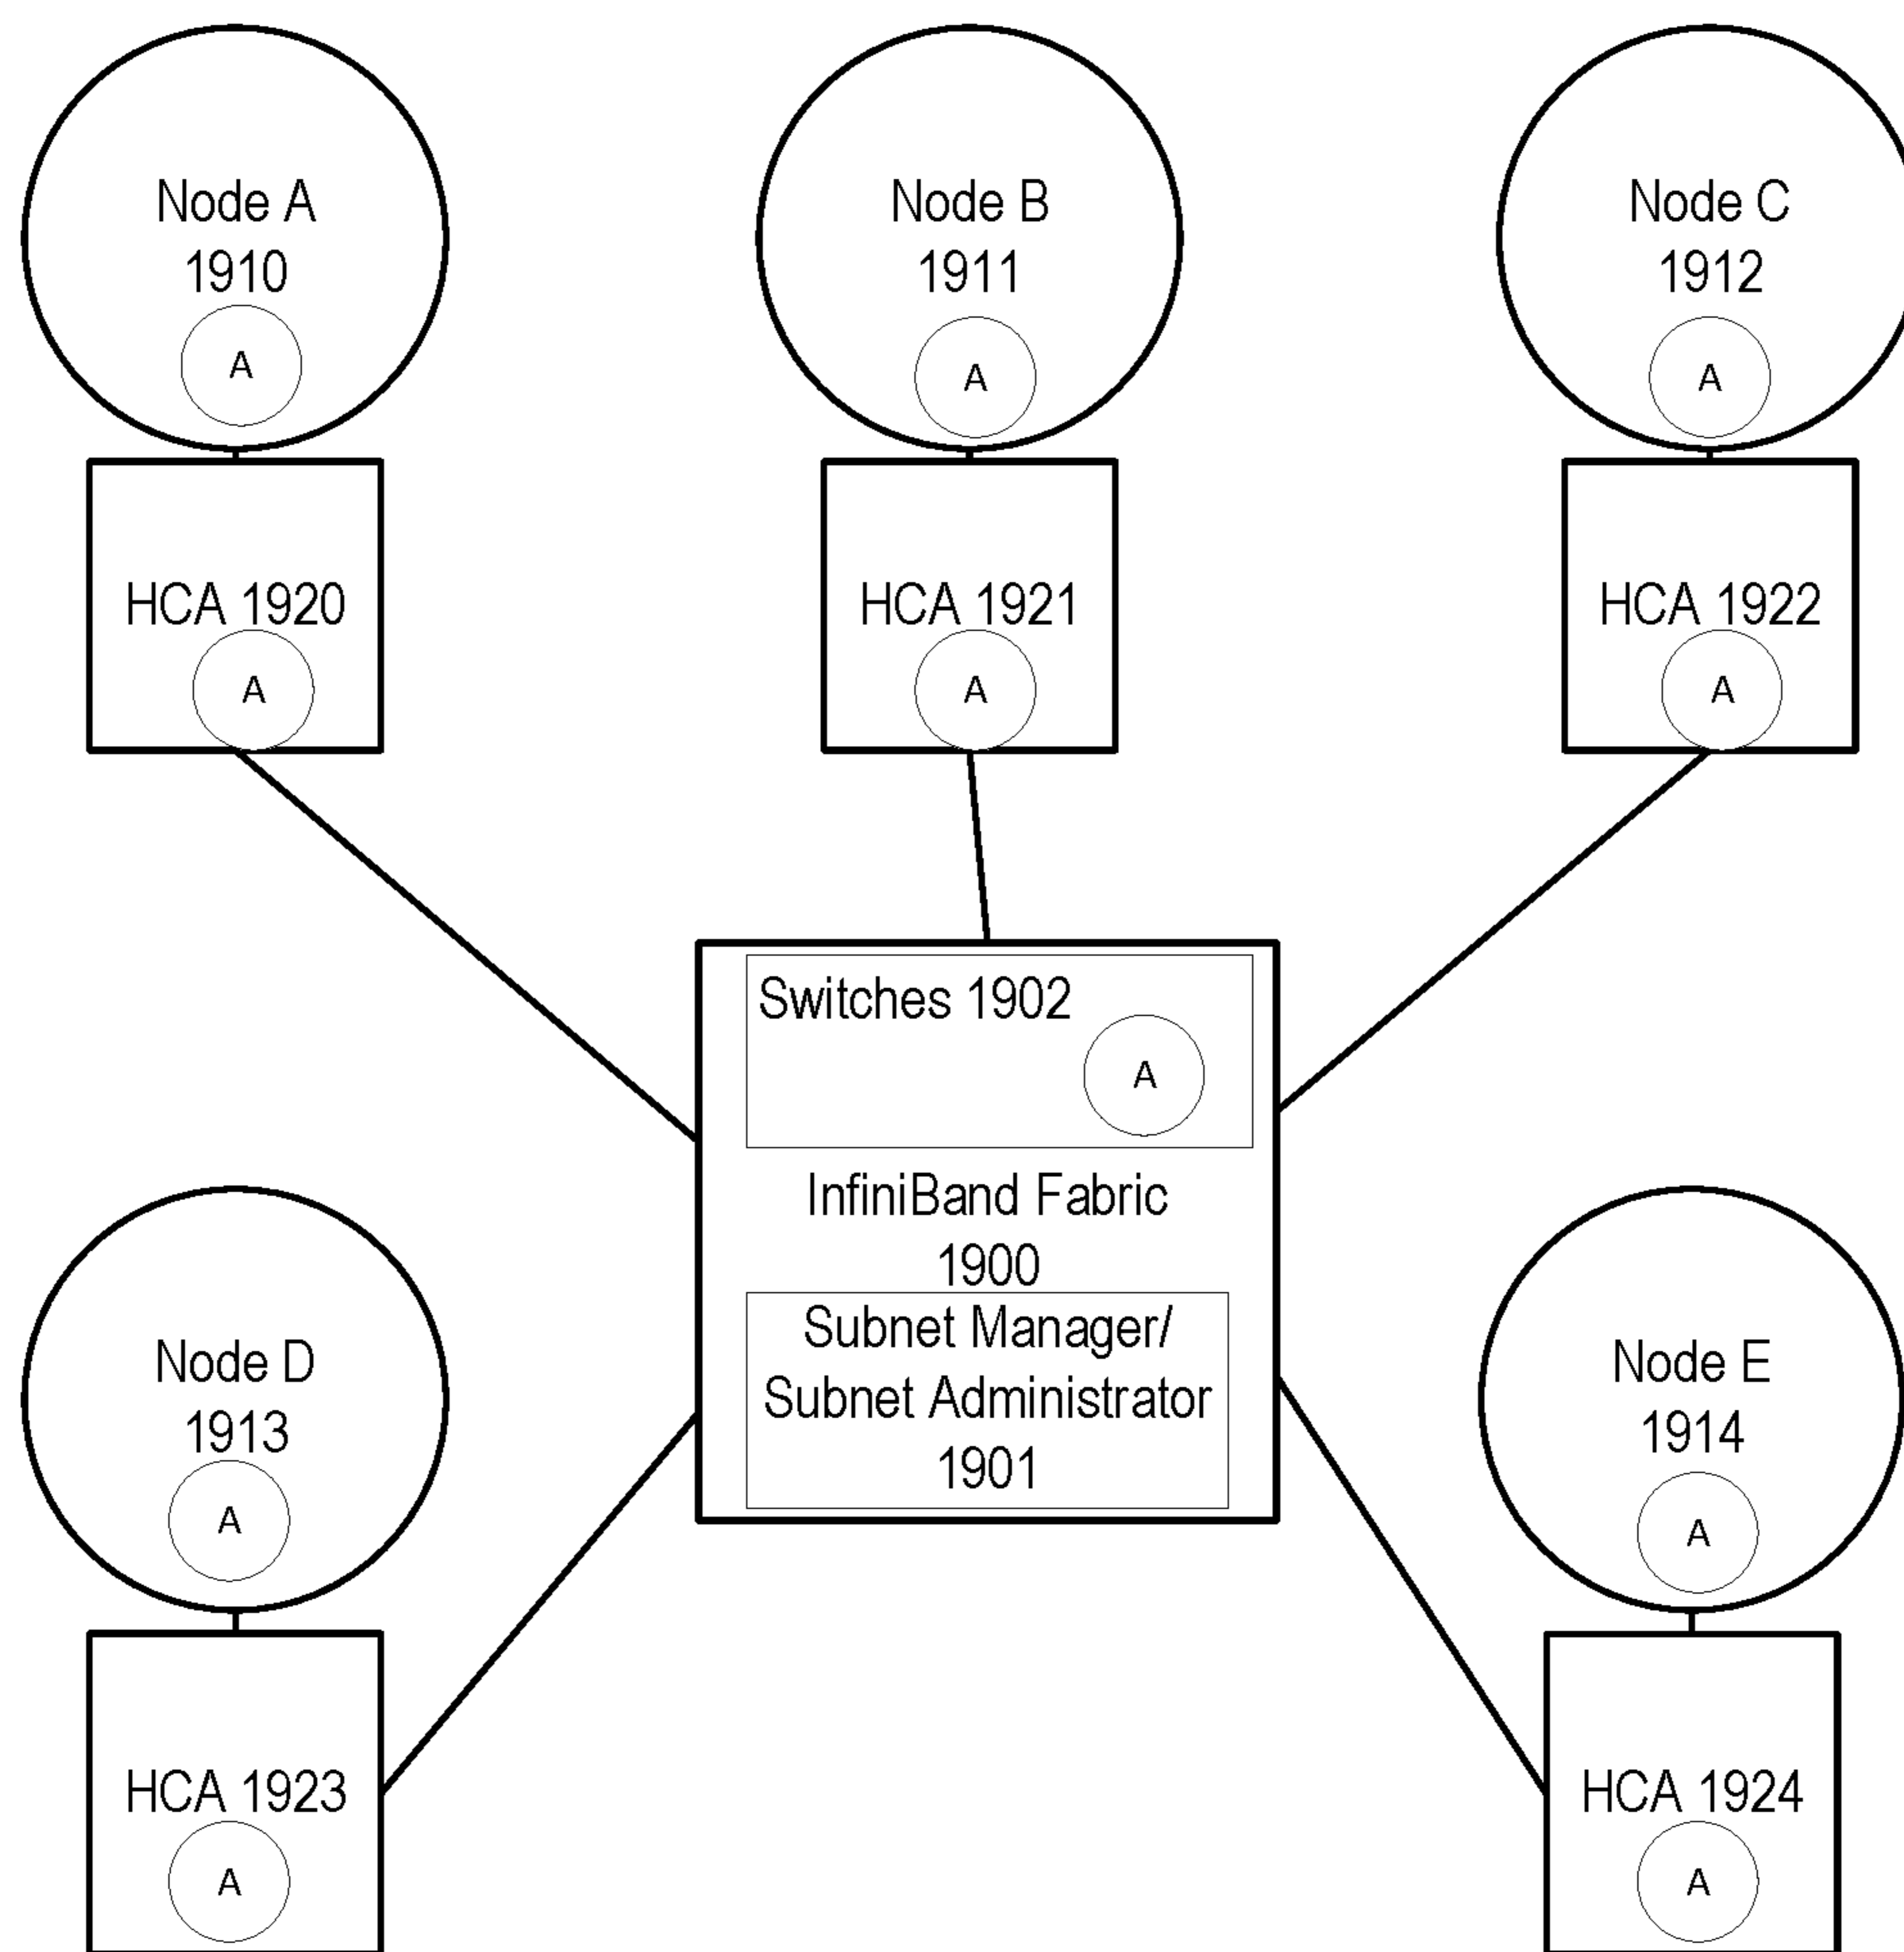 Node A
1910
A
Node B
1911
A
Node C
1912
A
HCA 1920
A
HCA 1921
A
HCA 1922
A
Switches 1902
A
InfiniBand Fabric
1900
Subnet Manager/
Subnet Administrator
1901
Node D
1913
A
Node E
1914
A
HCA 1923
A
HCA 1924
A